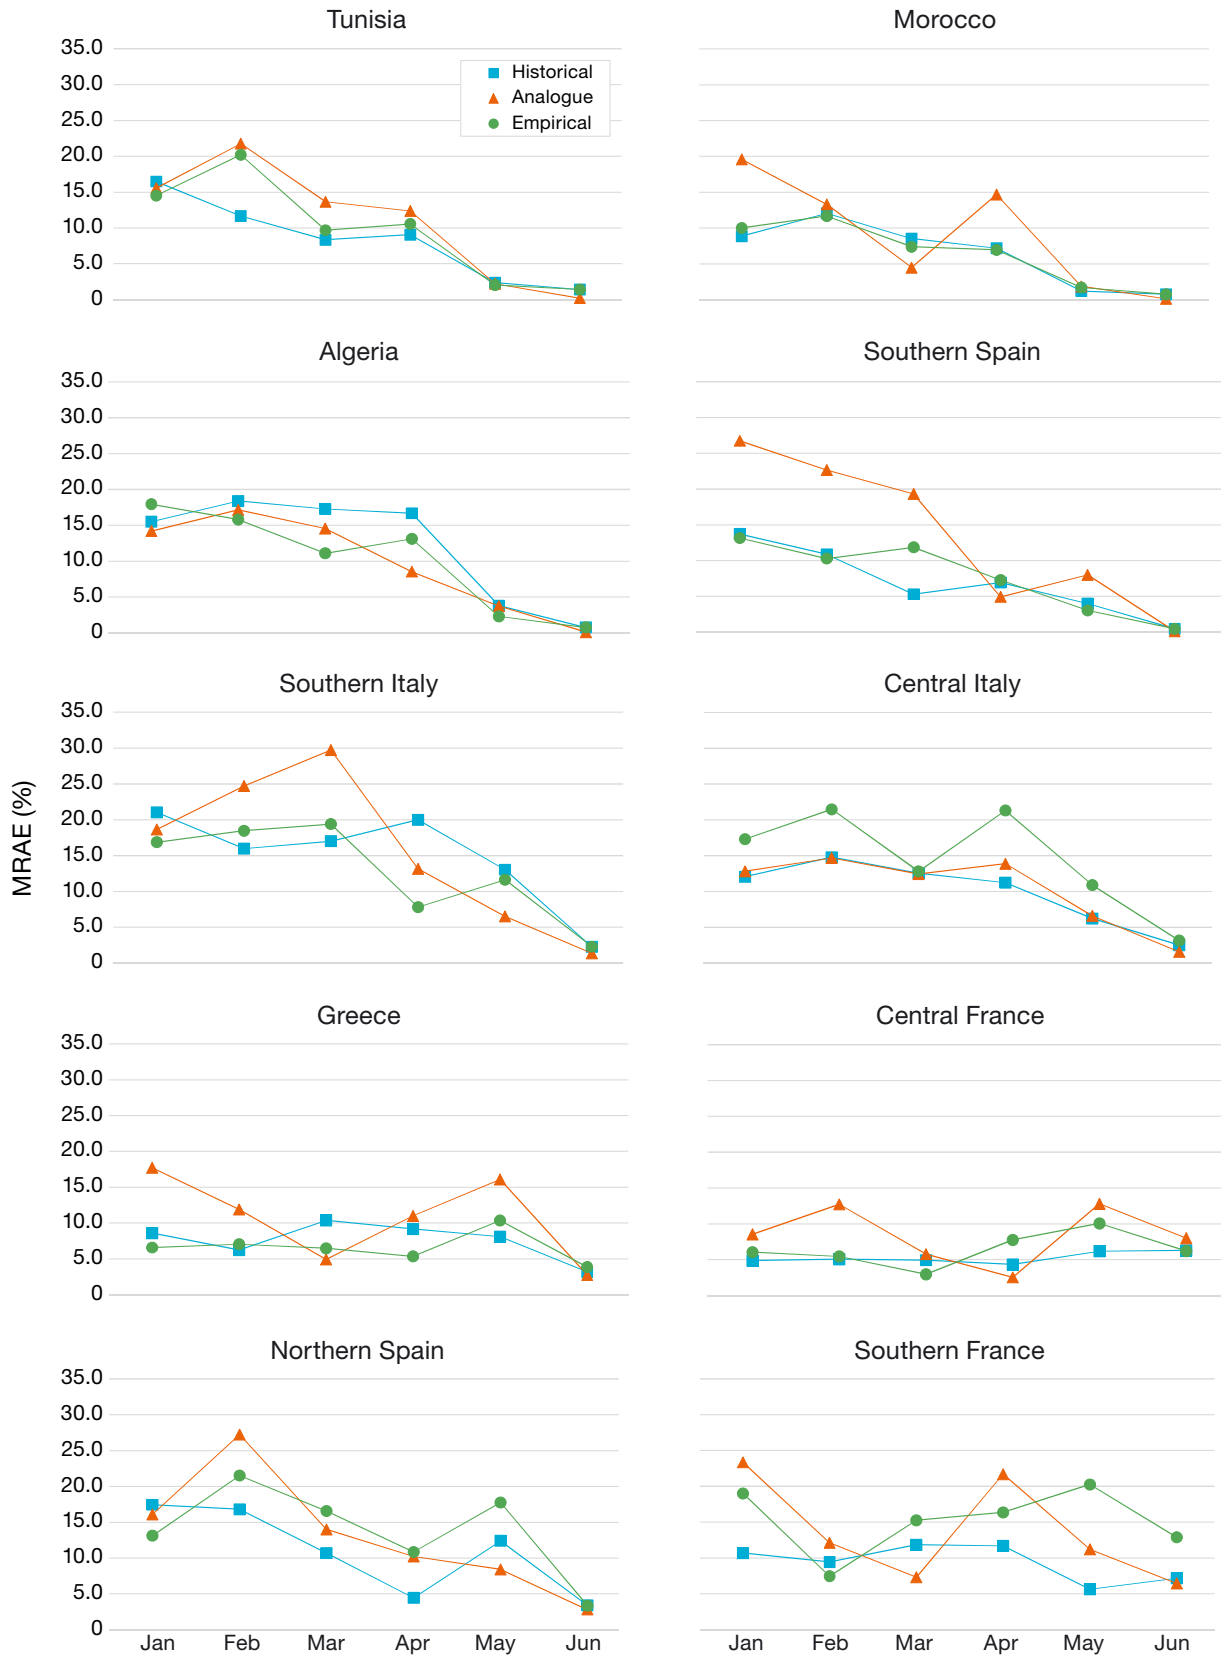 Tunisia
Morocco
35.0
30.0
25.0
20.0
15.0
10.0
5.0
0
Historical
Analogue
Empirical
Algeria
Southern Spain
35.0
30.0
25.0
20.0
15.0
10.0
5.0
0
Southern Italy
Central Italy
35.0
30.0
25.0
20.0
15.0
10.0
5.0
0
MRAE (%)
Greece
Central France
35.0
30.0
25.0
20.0
15.0
10.0
5.0
0
Northern Spain
Southern France
35.0
30.0
25.0
20.0
15.0
10.0
5.0
0
Jan Feb Mar Apr May Jun
Jan Feb Mar Apr May Jun